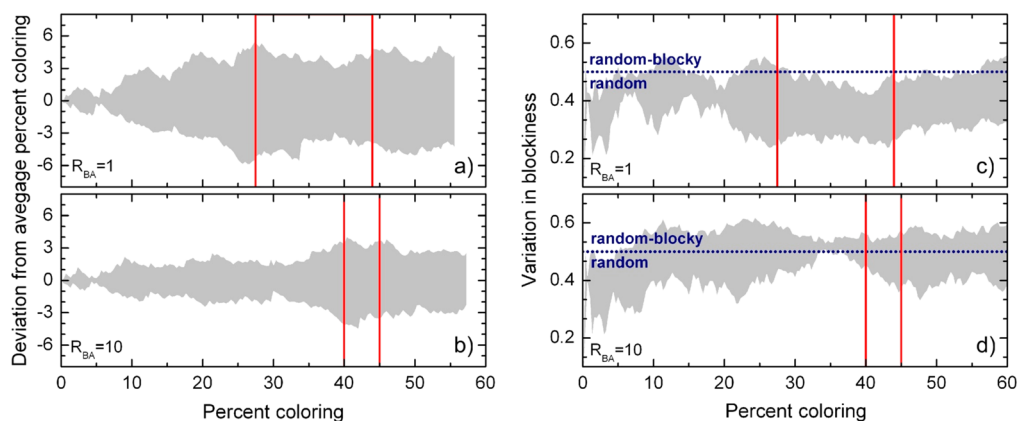 Deviation from avegage percent coloring
6
3
0
-3
-6
R_BA=1
a)
6
3
0
-3
-6
R_BA=10
b)
0 10 20 30 40 50 60
Percent coloring
Variation in blockiness
0.6
0.4
0.2
random-blocky
random
R_BA=1
c)
0.6
0.4
0.2
random-blocky
random
R_BA=10
d)
0 10 20 30 40 50 60
Percent coloring